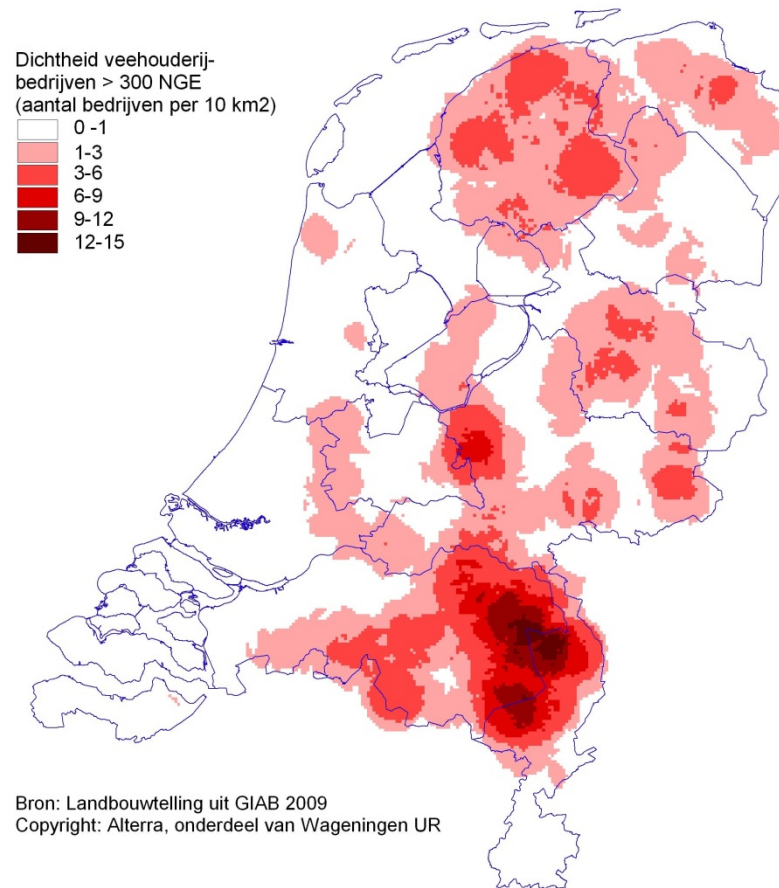 Dichtheid veehouderij-
bedrijven > 300 NGE
(aantal bedrijven per 10 km2)
0 -1
1-3
3-6
6-9
9-12
12-15
Bron: Landbouwtelling uit GIAB 2009
Copyright: Alterra, onderdeel van Wageningen UR